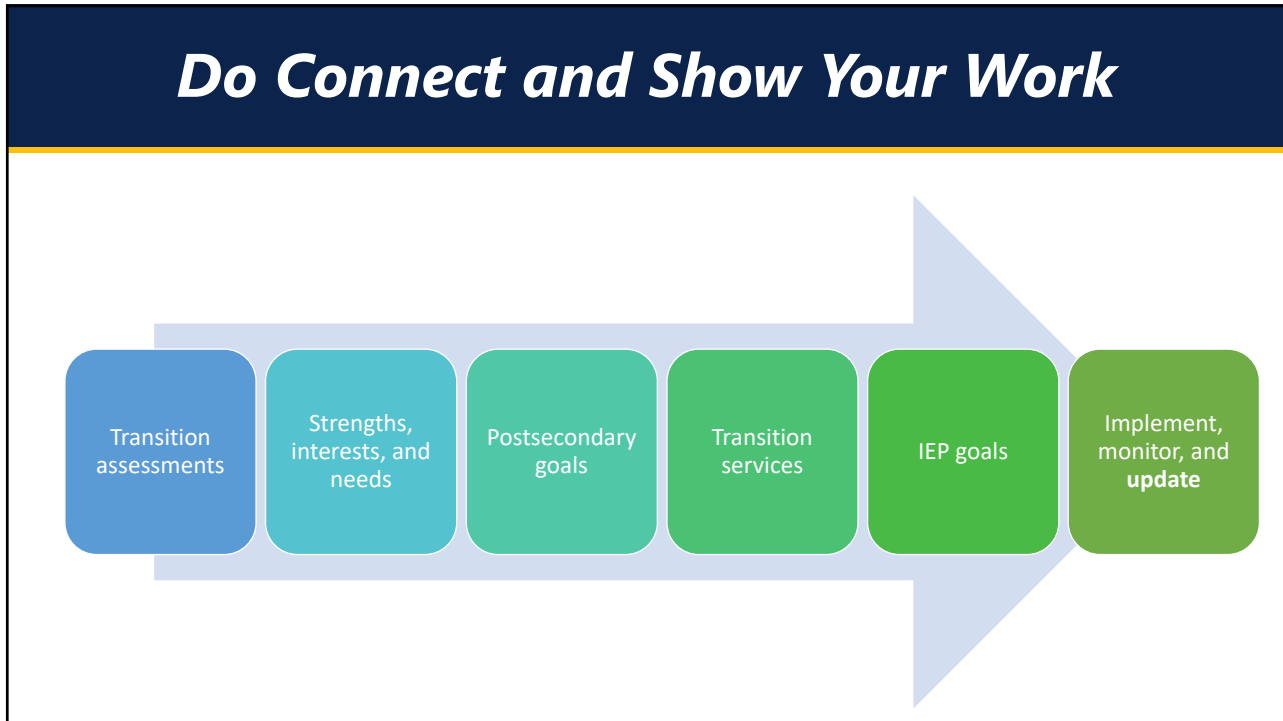 Do Connect and Show Your Work
Transition
assessments
Strengths,
interests, and
needs
Postsecondary
goals
Transition
services
IEP goals
Implement,
monitor, and
update